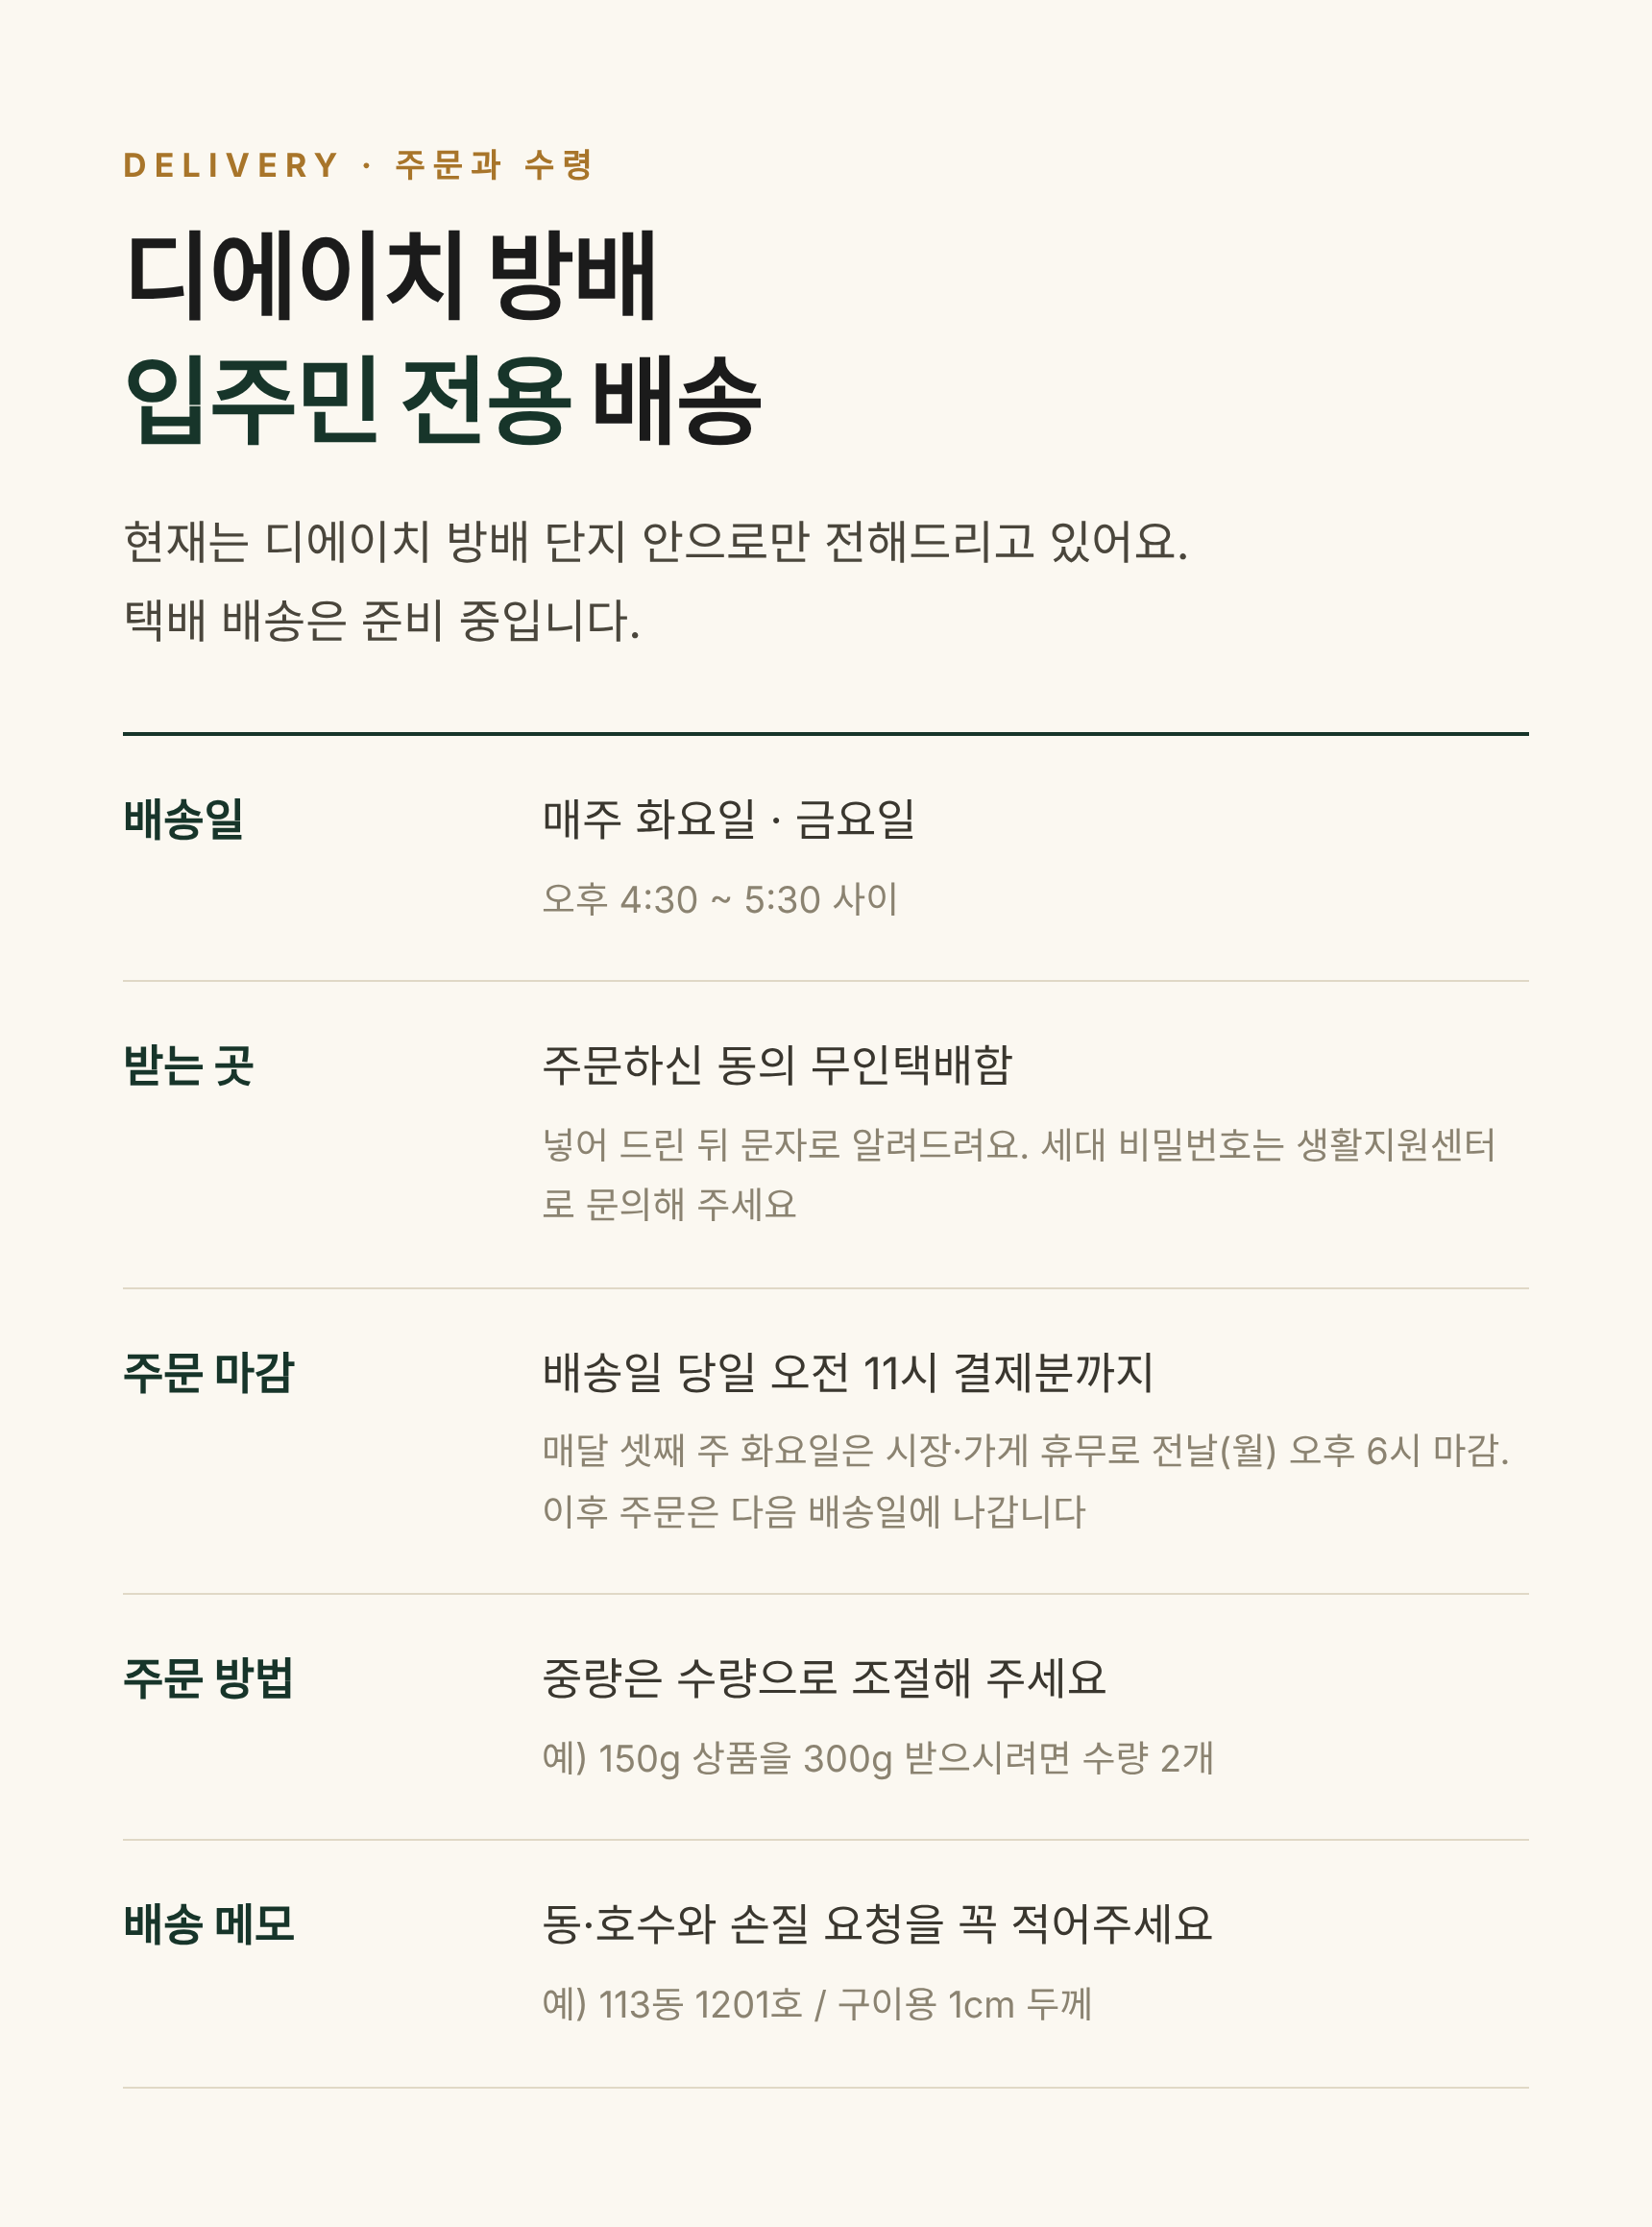 DELIVERY · 주문과 수령
디에이치 방배
입주민 전용 배송
현재는 디에이치 방배 단지 안으로만 전해드리고 있어요.
택배 배송은 준비 중입니다.
배송일
매주 화요일 · 금요일
오후 4:30 ~ 5:30 사이
받는 곳
주문하신 동의 무인택배함
넣어 드린 뒤 문자로 알려드려요. 세대 비밀번호는 생활지원센터
로 문의해 주세요
주문 마감
배송일 당일 오전 11시 결제분까지
매달 셋째 주 화요일은 시장·가게 휴무로 전날(월) 오후 6시 마감.
이후 주문은 다음 배송일에 나갑니다
주문 방법
중량은 수량으로 조절해 주세요
예) 150g 상품을 300g 받으시려면 수량 2개
배송 메모
동·호수와 손질 요청을 꼭 적어주세요
예) 113동 1201호 / 구이용 1cm 두께